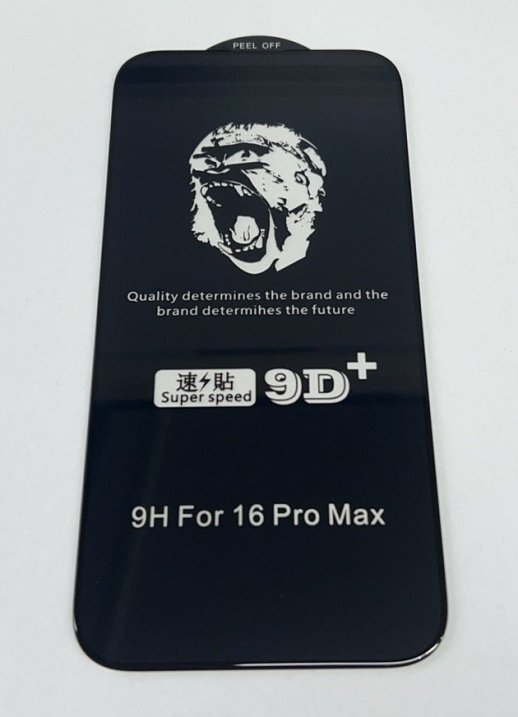 PEEL OFF
Quality determines the brand and the
brand determihes the future
速⚡貼
Super speed
9D+
9H For 16 Pro Max